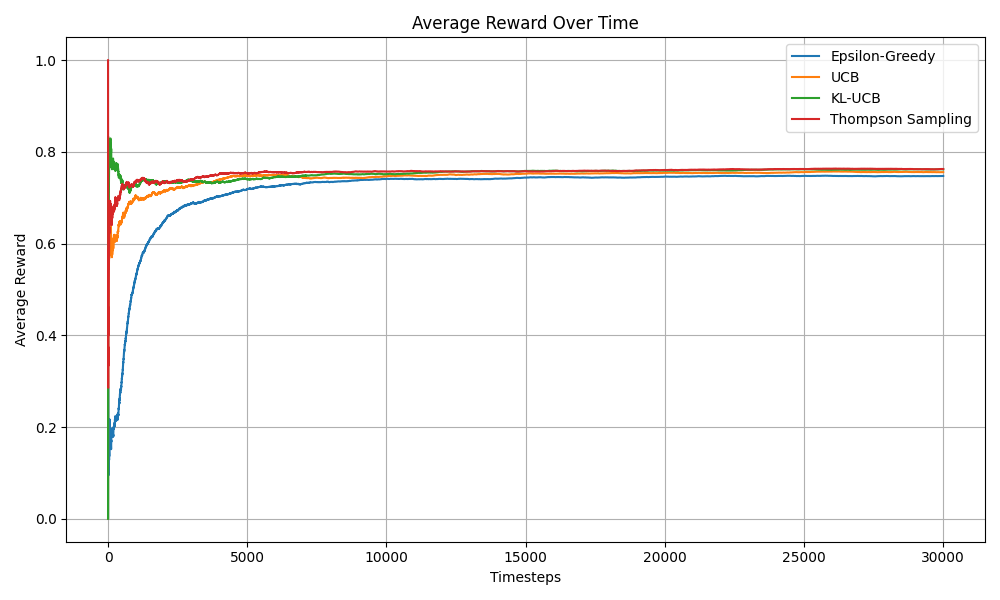 Average Reward Over Time
Epsilon-Greedy
UCB
KL-UCB
Thompson Sampling
Average Reward
1.0
0.8
0.6
0.4
0.2
0.0
0 5000 10000 15000 20000 25000 30000
Timesteps